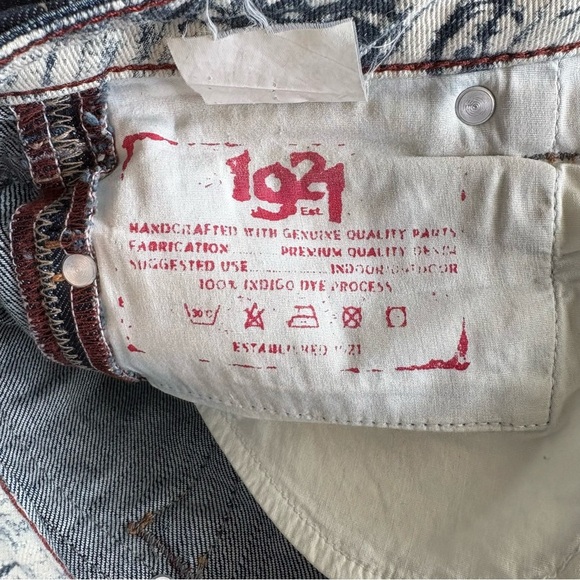 1921
Est.
HANDCRAFTED WITH GENUINE QUALITY PARTS
FABRICATION......PREMIUM QUALITY DENIM
SUGGESTED USE..............INDOOR/OUTDOOR
100% INDIGO DYE PROCESS
30°C
ESTABLISHED 1921